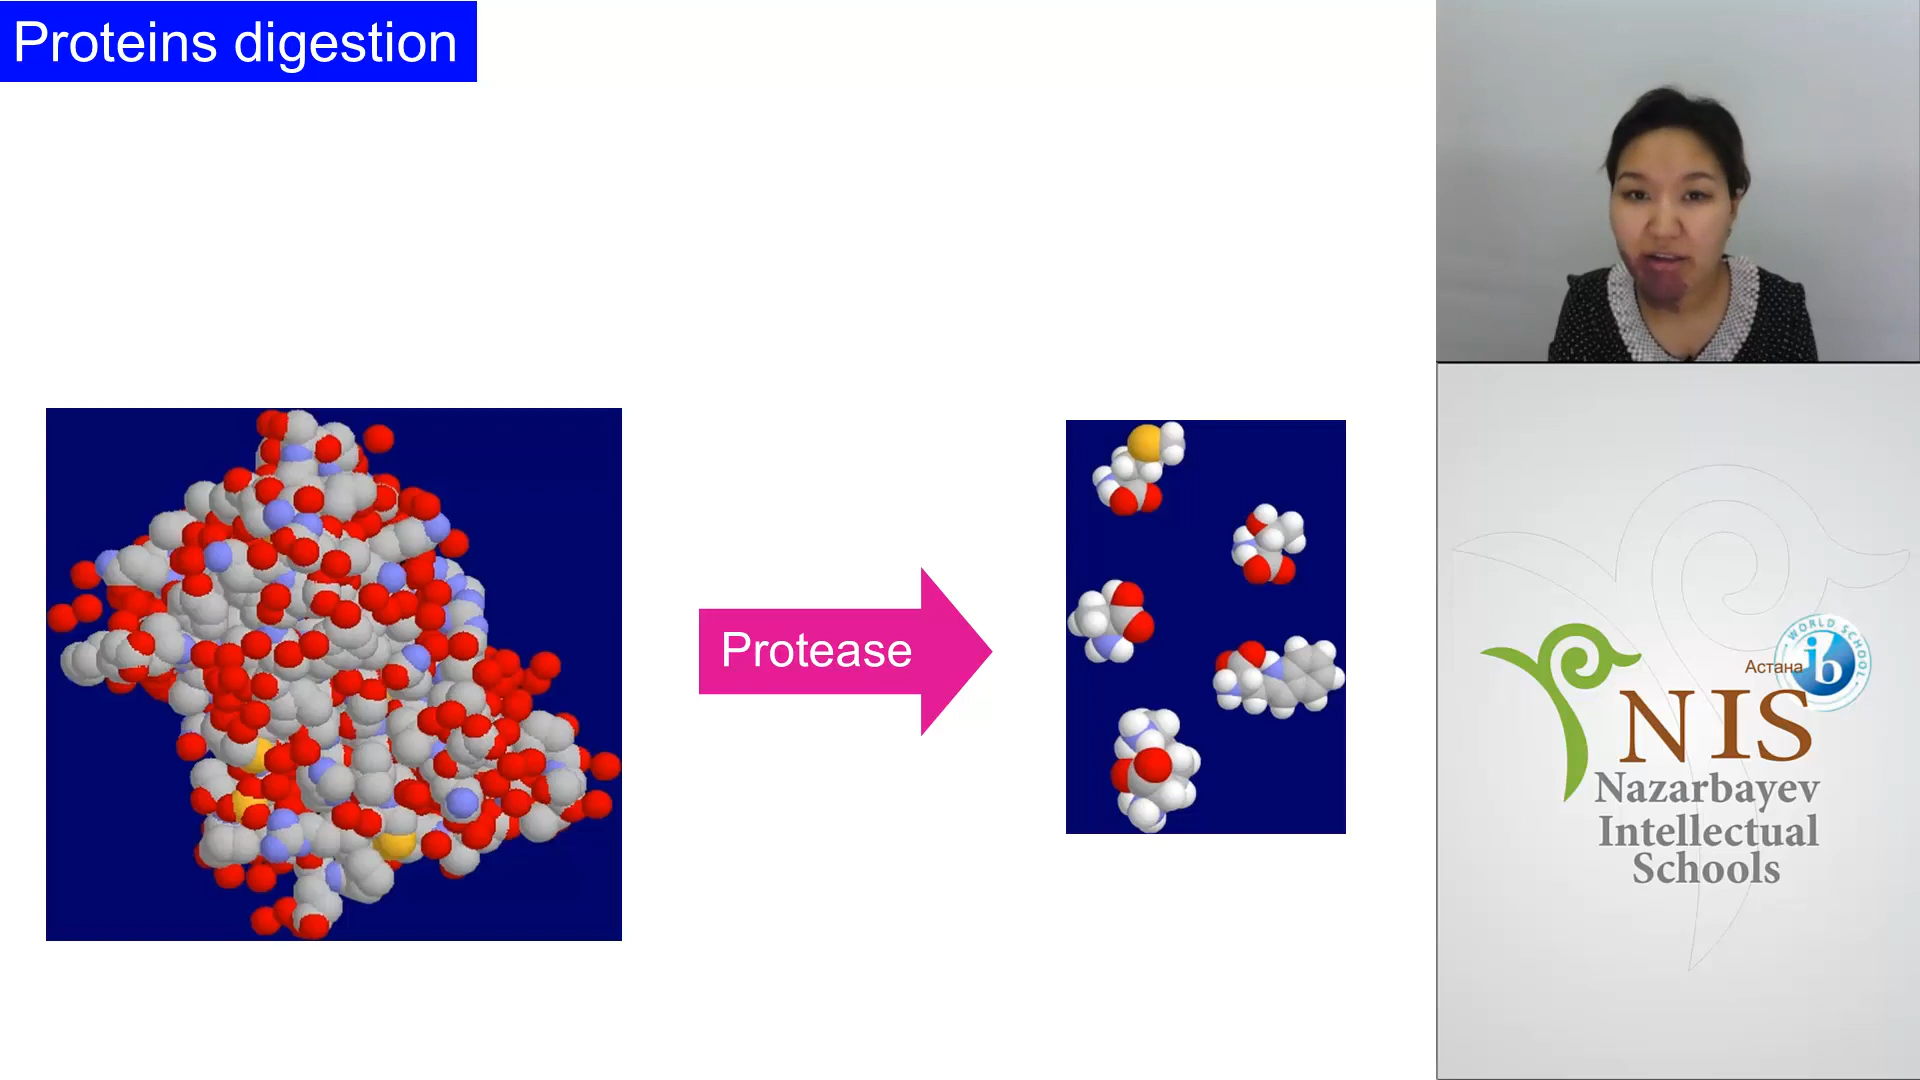 Proteins digestion
Protease
WORLD SCHOOL
ib
Астана
NIS
Nazarbayev
Intellectual
Schools